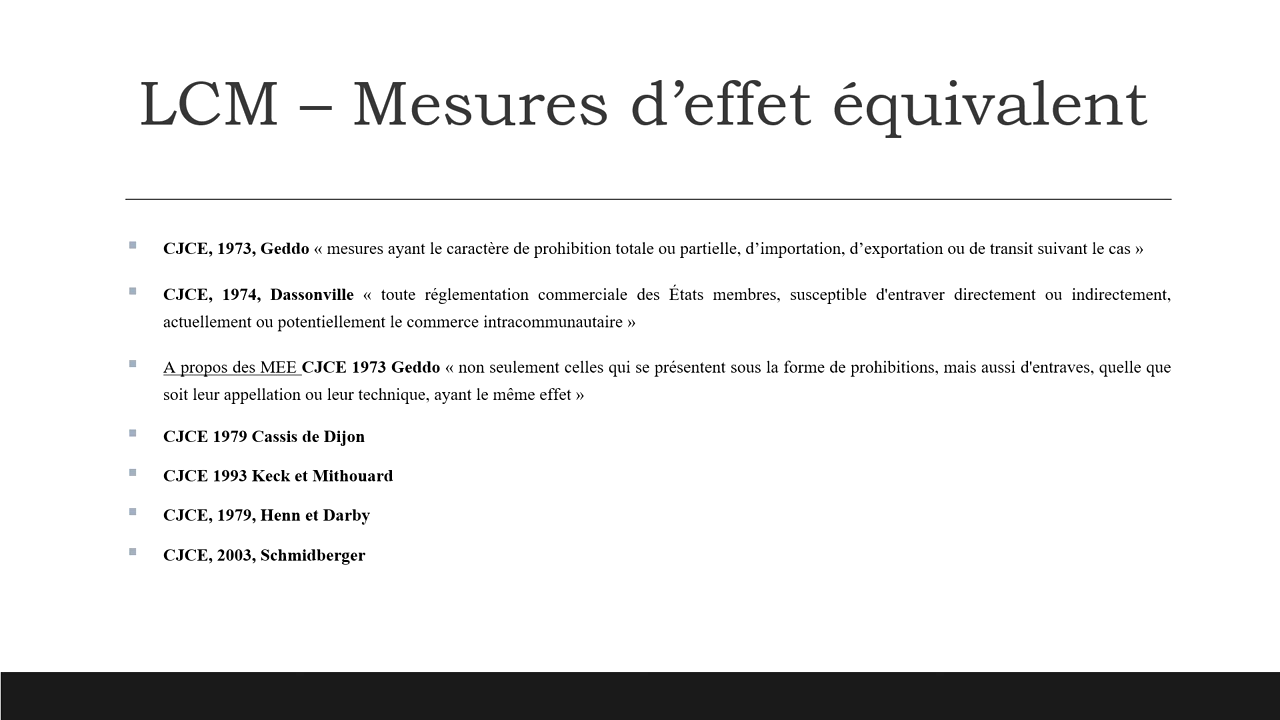 LCM – Mesures d’effet équivalent
CJCE, 1973, Geddo « mesures ayant le caractère de prohibition totale ou partielle, d’importation, d’exportation ou de transit suivant le cas »
CJCE, 1974, Dassonville « toute réglementation commerciale des États membres, susceptible d'entraver directement ou indirectement,
actuellement ou potentiellement le commerce intracommunautaire »
A propos des MEE CJCE 1973 Geddo « non seulement celles qui se présentent sous la forme de prohibitions, mais aussi d'entraves, quelle que
soit leur appellation ou leur technique, ayant le même effet »
CJCE 1979 Cassis de Dijon
CJCE 1993 Keck et Mithouard
CJCE, 1979, Henn et Darby
CJCE, 2003, Schmidberger